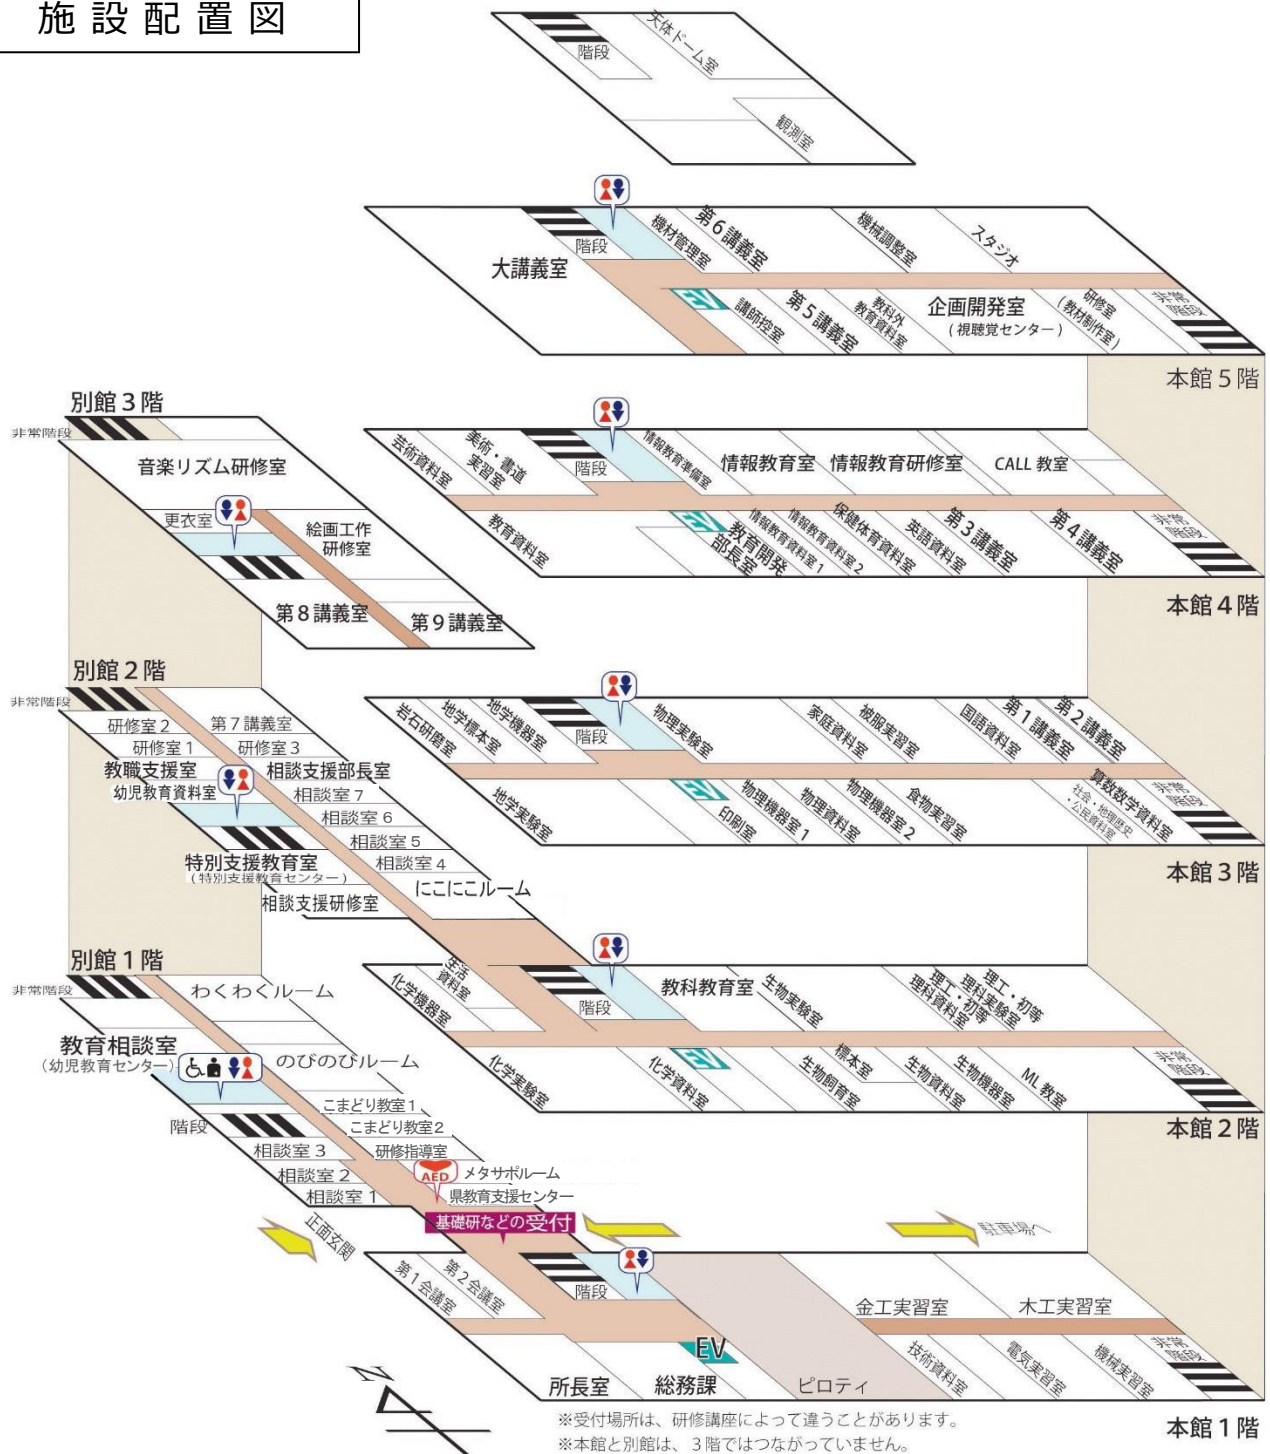 施設配置図
階段
天体ドーム室
観測室
大講義室
階段
機材管理室
第6講義室
機械調整室
スタジオ
講師控室
第5講義室
教科外
教育資料室
企画開発室
(視聴覚センター)
研修室
(教材制作室)
非常
階段
本館5階
別館3階
非常階段
音楽リズム研修室
更衣室
絵画工作
研修室
第8講義室
第9講義室
芸術資料室
美術・書道
実習室
階段
情報教育準備室
情報教育室
情報教育研修室
CALL 教室
教育資料室
教育開発
部長室
情報教育資料室1
情報教育資料室2
保健体育資料室
英語資料室
第3講義室
第4講義室
非常
階段
本館4階
別館2階
非常階段
研修室2
第7講義室
研修室1
研修室3
教職支援室
相談支援部長室
幼児教育資料室
相談室7
相談室6
相談室5
特別支援教育室
(特別支援教育センター)
相談室4
にこにこルーム
相談支援研修室
岩石研磨室
地学標本室
地学機器室
階段
物理実験室
家庭資料室
被服実習室
国語資料室
第1講義室
第2講義室
地学実験室
印刷室
物理機器室1
物理資料室
物理機器室2
食物実習室
社会・地理歴史
・公民資料室
算数数学資料室
非常
階段
本館3階
別館1階
非常階段
わくわくルーム
教育相談室
(幼児教育センター)
のびのびルーム
こまどり教室1
こまどり教室2
階段
相談室3
研修指導室
相談室2
AED
メタサポルーム
相談室1
県教育支援センター
基礎研などの受付
正面玄関
駐車場へ
化学機器室
生活
資料室
階段
教科教育室
生物実験室
理工・初等
理科資料室
理工・初等
理科実験室
化学実験室
化学資料室
生物飼育室
標本室
生物資料室
生物機器室
ML 教室
非常
階段
本館2階
第1会議室
第2会議室
階段
金工実習室
木工実習室
EV
所長室
総務課
ピロティ
技術資料室
電気実習室
機械実習室
非常
階段
本館1階
N
※受付場所は、研修講座によって違うことがあります。
※本館と別館は、3階ではつながっていません。